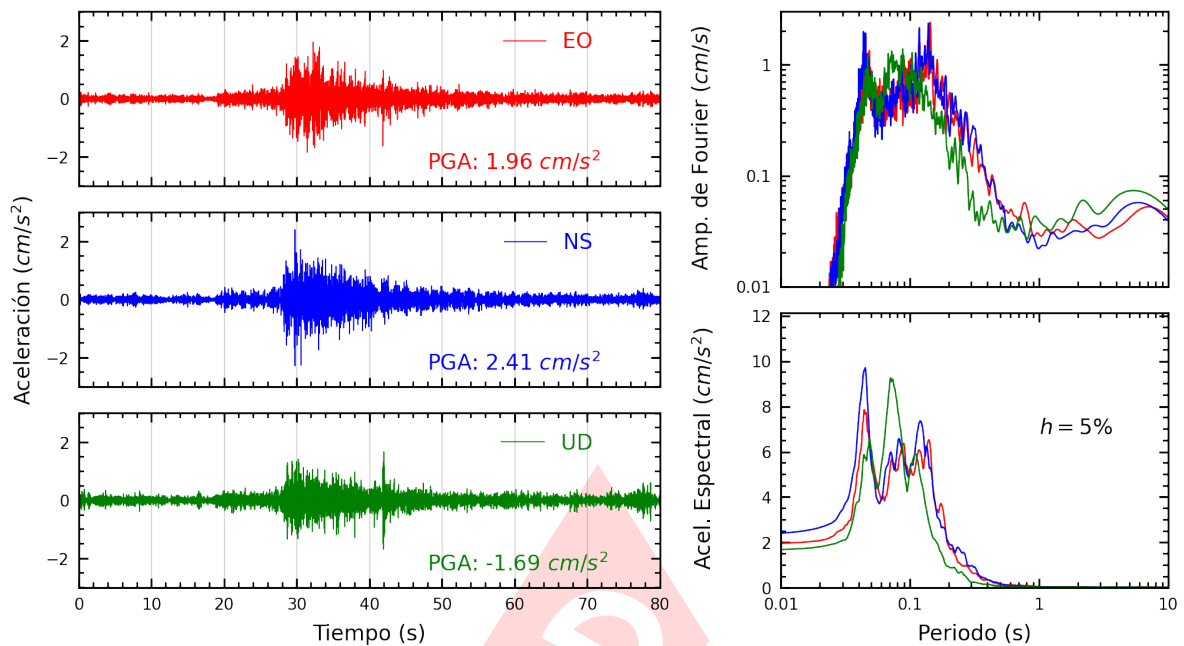 Aceleración (cm/s²)
2
0
−2
EO
PGA: 1.96 cm/s²
2
0
−2
NS
PGA: 2.41 cm/s²
2
0
−2
UD
PGA: -1.69 cm/s²
0 10 20 30 40 50 60 70 80
Tiempo (s)
Amp. de Fourier (cm/s)
1
0.1
0.01
Acel. Espectral (cm/s²)
12
10
8
6
4
2
0
h = 5%
0.01 0.1 1 10
Periodo (s)